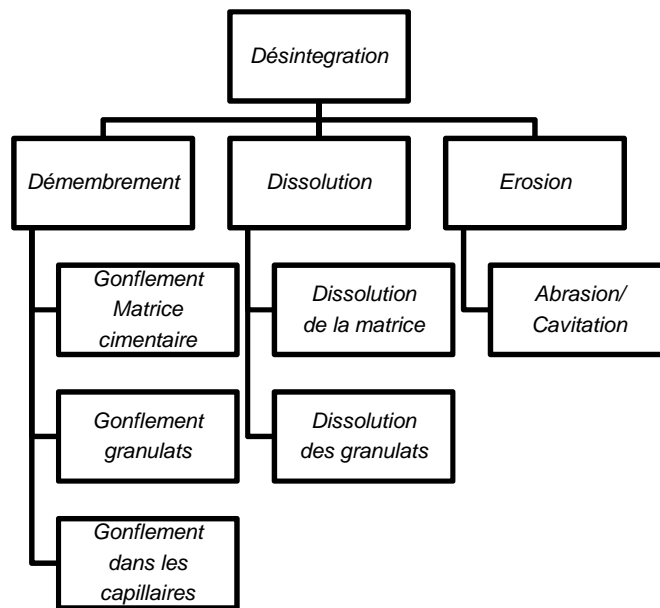 Désintegration
Démembrement
Dissolution
Erosion
Gonflement
Matrice
cimentaire
Dissolution
de la matrice
Abrasion/
Cavitation
Gonflement
granulats
Dissolution
des granulats
Gonflement
dans les
capillaires